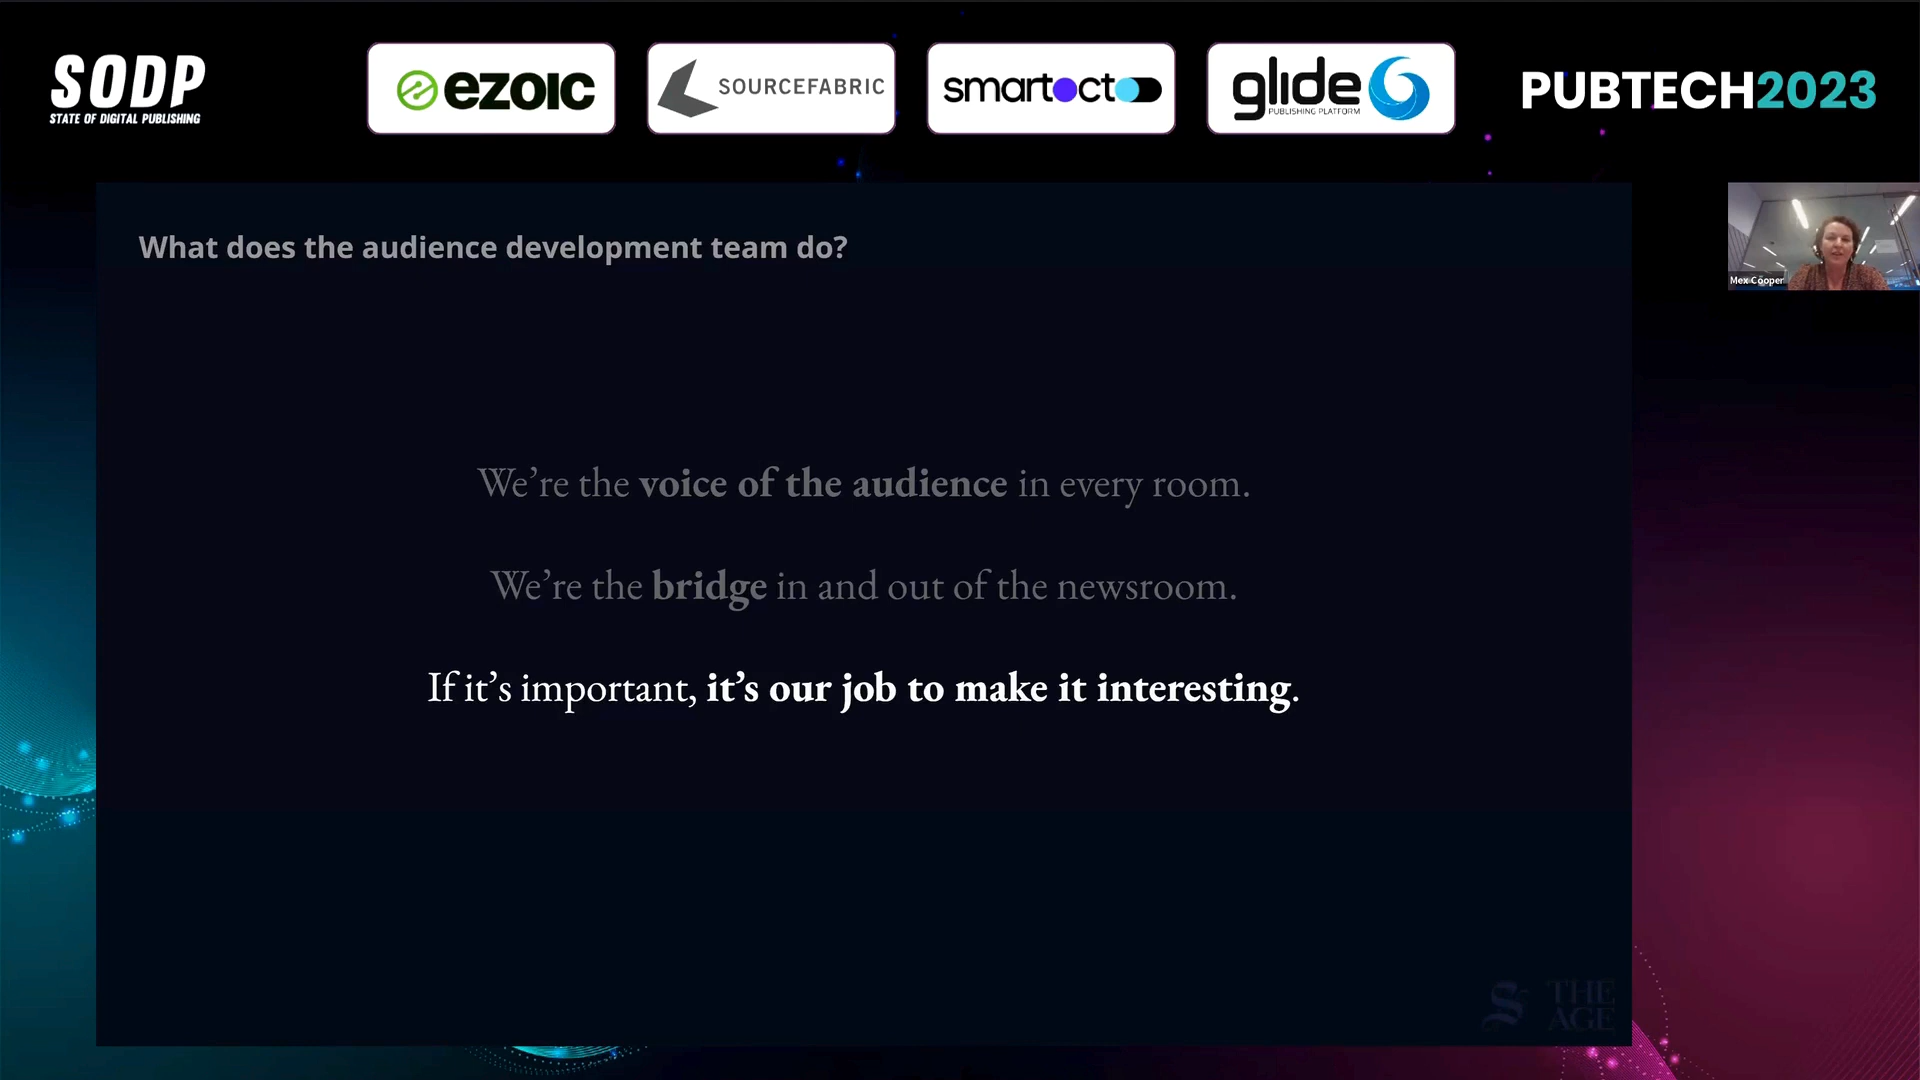 SODP
STATE OF DIGITAL PUBLISHING
ezoic
SOURCEFABRIC
smartocto
glide
PUBLISHING PLATFORM
PUBTECH2023
Mex Cooper
What does the audience development team do?
We’re the voice of the audience in every room.
We’re the bridge in and out of the newsroom.
If it’s important, it’s our job to make it interesting.
S
THE
AGE